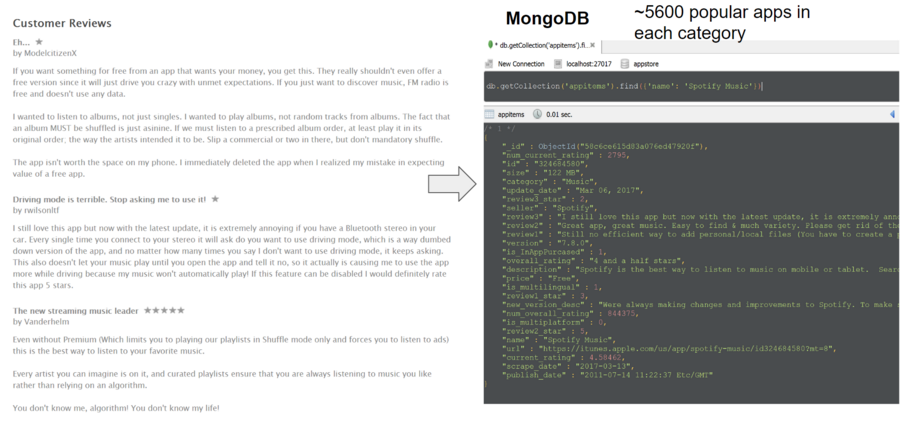 Customer Reviews
Eh... ★
by ModelcitizenX
If you want something for free from an app that wants your money, you get this. They really shouldn't even offer a
free version since it will just drive you crazy with unmet expectations. If you just want to discover music, FM radio is
free and doesn't use any data.
I wanted to listen to albums, not just singles. I wanted to play albums, not random tracks from albums. The fact that
an album MUST be shuffled is just asinine. If we must listen to a prescribed album order, at least play it in its
original order; the way the artists intended it to be. Slip a commercial or two in there, but don't mandatory shuffle.
The app isn't worth the space on my phone. I immediately deleted the app when I realized my mistake in expecting
value of a free app.
Driving mode is terrible. Stop asking me to use it! ★
by rwilsonltf
I still love this app but now with the latest update, it is extremely annoying if you have a Bluetooth stereo in your
car. Every single time you connect to your stereo it will ask do you want to use driving mode, which is a way dumbed
down version of the app, and no matter how many times you say I don't want to use driving mode, it keeps asking.
This also doesn't let your music play until you open the app and tell it no, so it actually is causing me to use the app
more while driving because my music won't automatically play! If this feature can be disabled I would definitely rate
this app 5 stars.
The new streaming music leader ★★★★★
by Vanderhelm
Even without Premium (Which limits you to playing our playlists in Shuffle mode only and forces you to listen to ads)
this is the best way to listen to your favorite music.
Every artist you can imagine is on it, and curated playlists ensure that you are always listening to music you like
rather than relying on an algorithm.
You don't know me, algorithm! You don't know my life!
MongoDB
~5600 popular apps in
each category
* db.getCollection('appitems').fi...
New Connection localhost:27017 appstore
db.getCollection('appitems').find({'name': 'Spotify Music'})
appitems 0.01 sec.
/* 1 */
{
"_id" : ObjectId("58c6ce615d83a076ed47920f"),
"num_current_rating" : 2795,
"id" : "324684580",
"size" : "122 MB",
"category" : "Music",
"update_date" : "Mar 06, 2017",
"review3_star" : 2,
"seller" : "Spotify",
"review3" : "I still love this app but now with the latest update, it is extremely ann
"review2" : "Great app, great music. Easy to find & much variety. Please get rid of th
"review1" : "Still no efficient way to add personal/local files (You have to create a
"version" : "7.8.0",
"is_InAppPurcased" : 1,
"overall_rating" : "4 and a half stars",
"description" : "Spotify is the best way to listen to music on mobile or tablet. Sear
"price" : "Free",
"is_multilingual" : 1,
"review1_star" : 3,
"new_version_desc" : "Were always making changes and improvements to Spotify. To make
"num_overall_rating" : 844375,
"is_multiplatform" : 0,
"review2_star" : 5,
"name" : "Spotify Music",
"url" : "https://itunes.apple.com/us/app/spotify-music/id324684580?mt=8",
"current_rating" : 4.58462,
"scrape_date" : "2017-03-13",
"publish_date" : "2011-07-14 11:22:37 Etc/GMT"
}